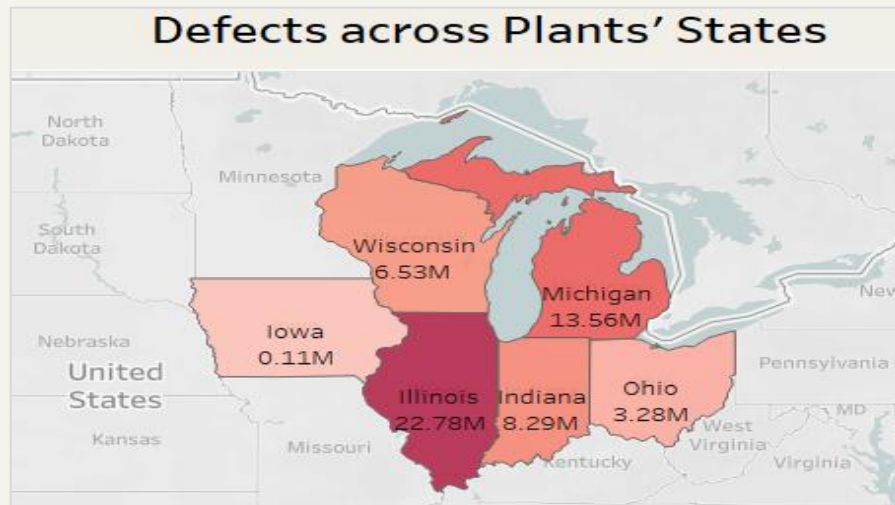 Defects across Plants’ States
North
Dakota
Minnesota
South
Dakota
Wisconsin
6.53M
Michigan
13.56M
New
Iowa
0.11M
Nebraska
United
States
Illinois
22.78M
Indiana
8.29M
Ohio
3.28M
Pennsylvania
MD
West
Virginia
Kansas
Missouri
Kentucky
Virginia